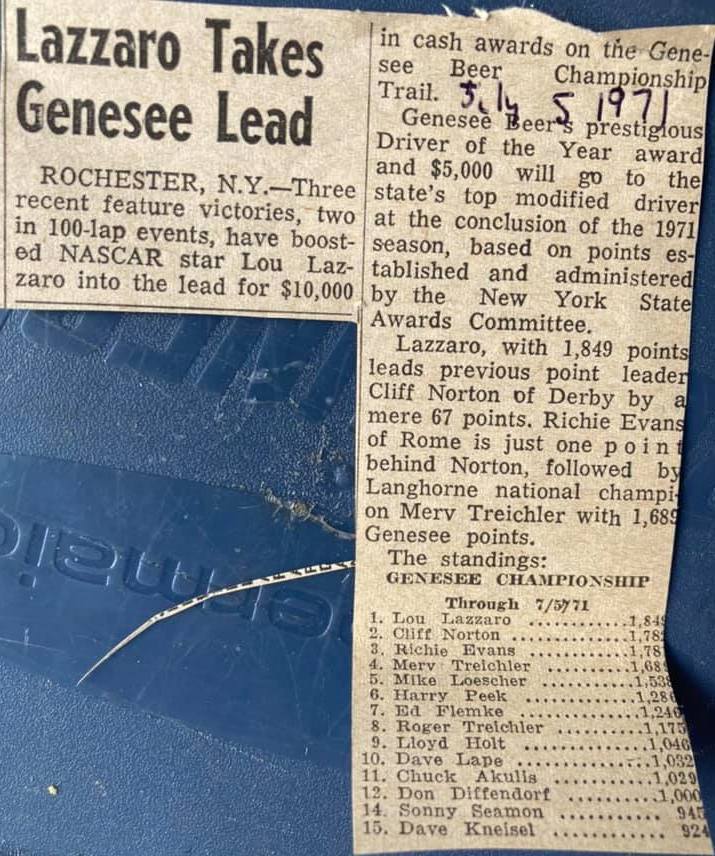 Lazzaro Takes
Genesee Lead
ROCHESTER, N.Y.—Three
recent feature victories, two
in 100-lap events, have boost-
ed NASCAR star Lou Laz-
zaro into the lead for $10,000
in cash awards on the Gene-
see Beer Championship
Trail.
July 5 1971
Genesee Beer's prestigious
Driver of the Year award
and $5,000 will go to the
state's top modified driver
at the conclusion of the 1971
season, based on points es-
tablished and administered
by the New York State
Awards Committee.
Lazzaro, with 1,849 points
leads previous point leader
Cliff Norton of Derby by a
mere 67 points. Richie Evans
of Rome is just one point
behind Norton, followed by
Langhorne national champi-
on Merv Treichler with 1,689
Genesee points.
The standings:
GENESEE CHAMPIONSHIP
Through 7/5/71
1. Lou Lazzaro ...........1,849
2. Cliff Norton ...........1,782
3. Richie Evans ..........1,781
4. Merv Treichler ........1,689
5. Mike Loescher .........1,538
6. Harry Peek ............1,286
7. Ed Flemke ............1,246
8. Roger Treichler ........1,175
9. Lloyd Holt ............1,046
10. Dave Lape ............1,032
11. Chuck Akulis ..........1,029
12. Don Diffendorf ........1,000
14. Sonny Seamon .......... 945
15. Dave Kneisel ........... 924